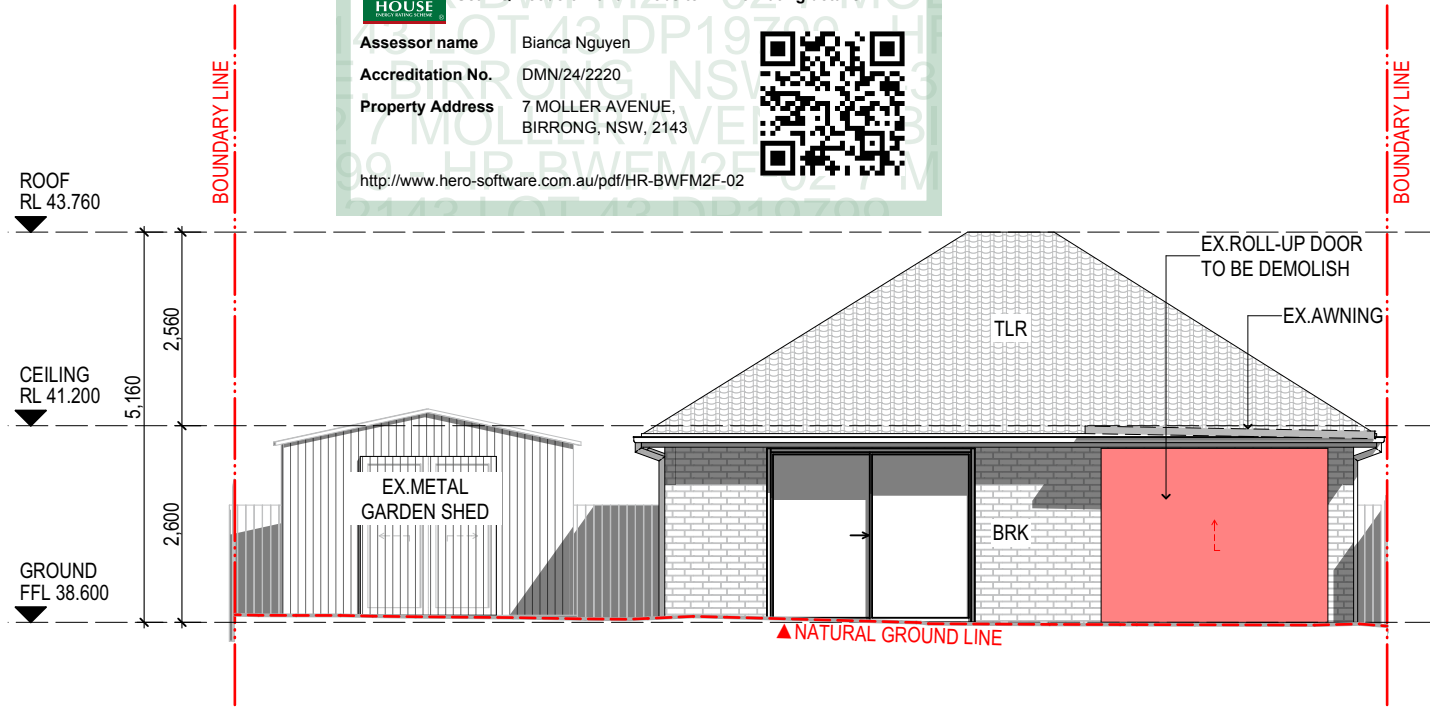 HOUSE
ENERGY RATING SCHEME ®
Assessor name Bianca Nguyen
Accreditation No. DMN/24/2220
Property Address 7 MOLLER AVENUE,
BIRRONG, NSW, 2143
http://www.hero-software.com.au/pdf/HR-BWFM2F-02
BOUNDARY LINE
BOUNDARY LINE
ROOF
RL 43.760
CEILING
RL 41.200
GROUND
FFL 38.600
5,160
2,560
2,600
EX.METAL
GARDEN SHED
TLR
BRK
EX.ROLL-UP DOOR
TO BE DEMOLISH
EX.AWNING
NATURAL GROUND LINE